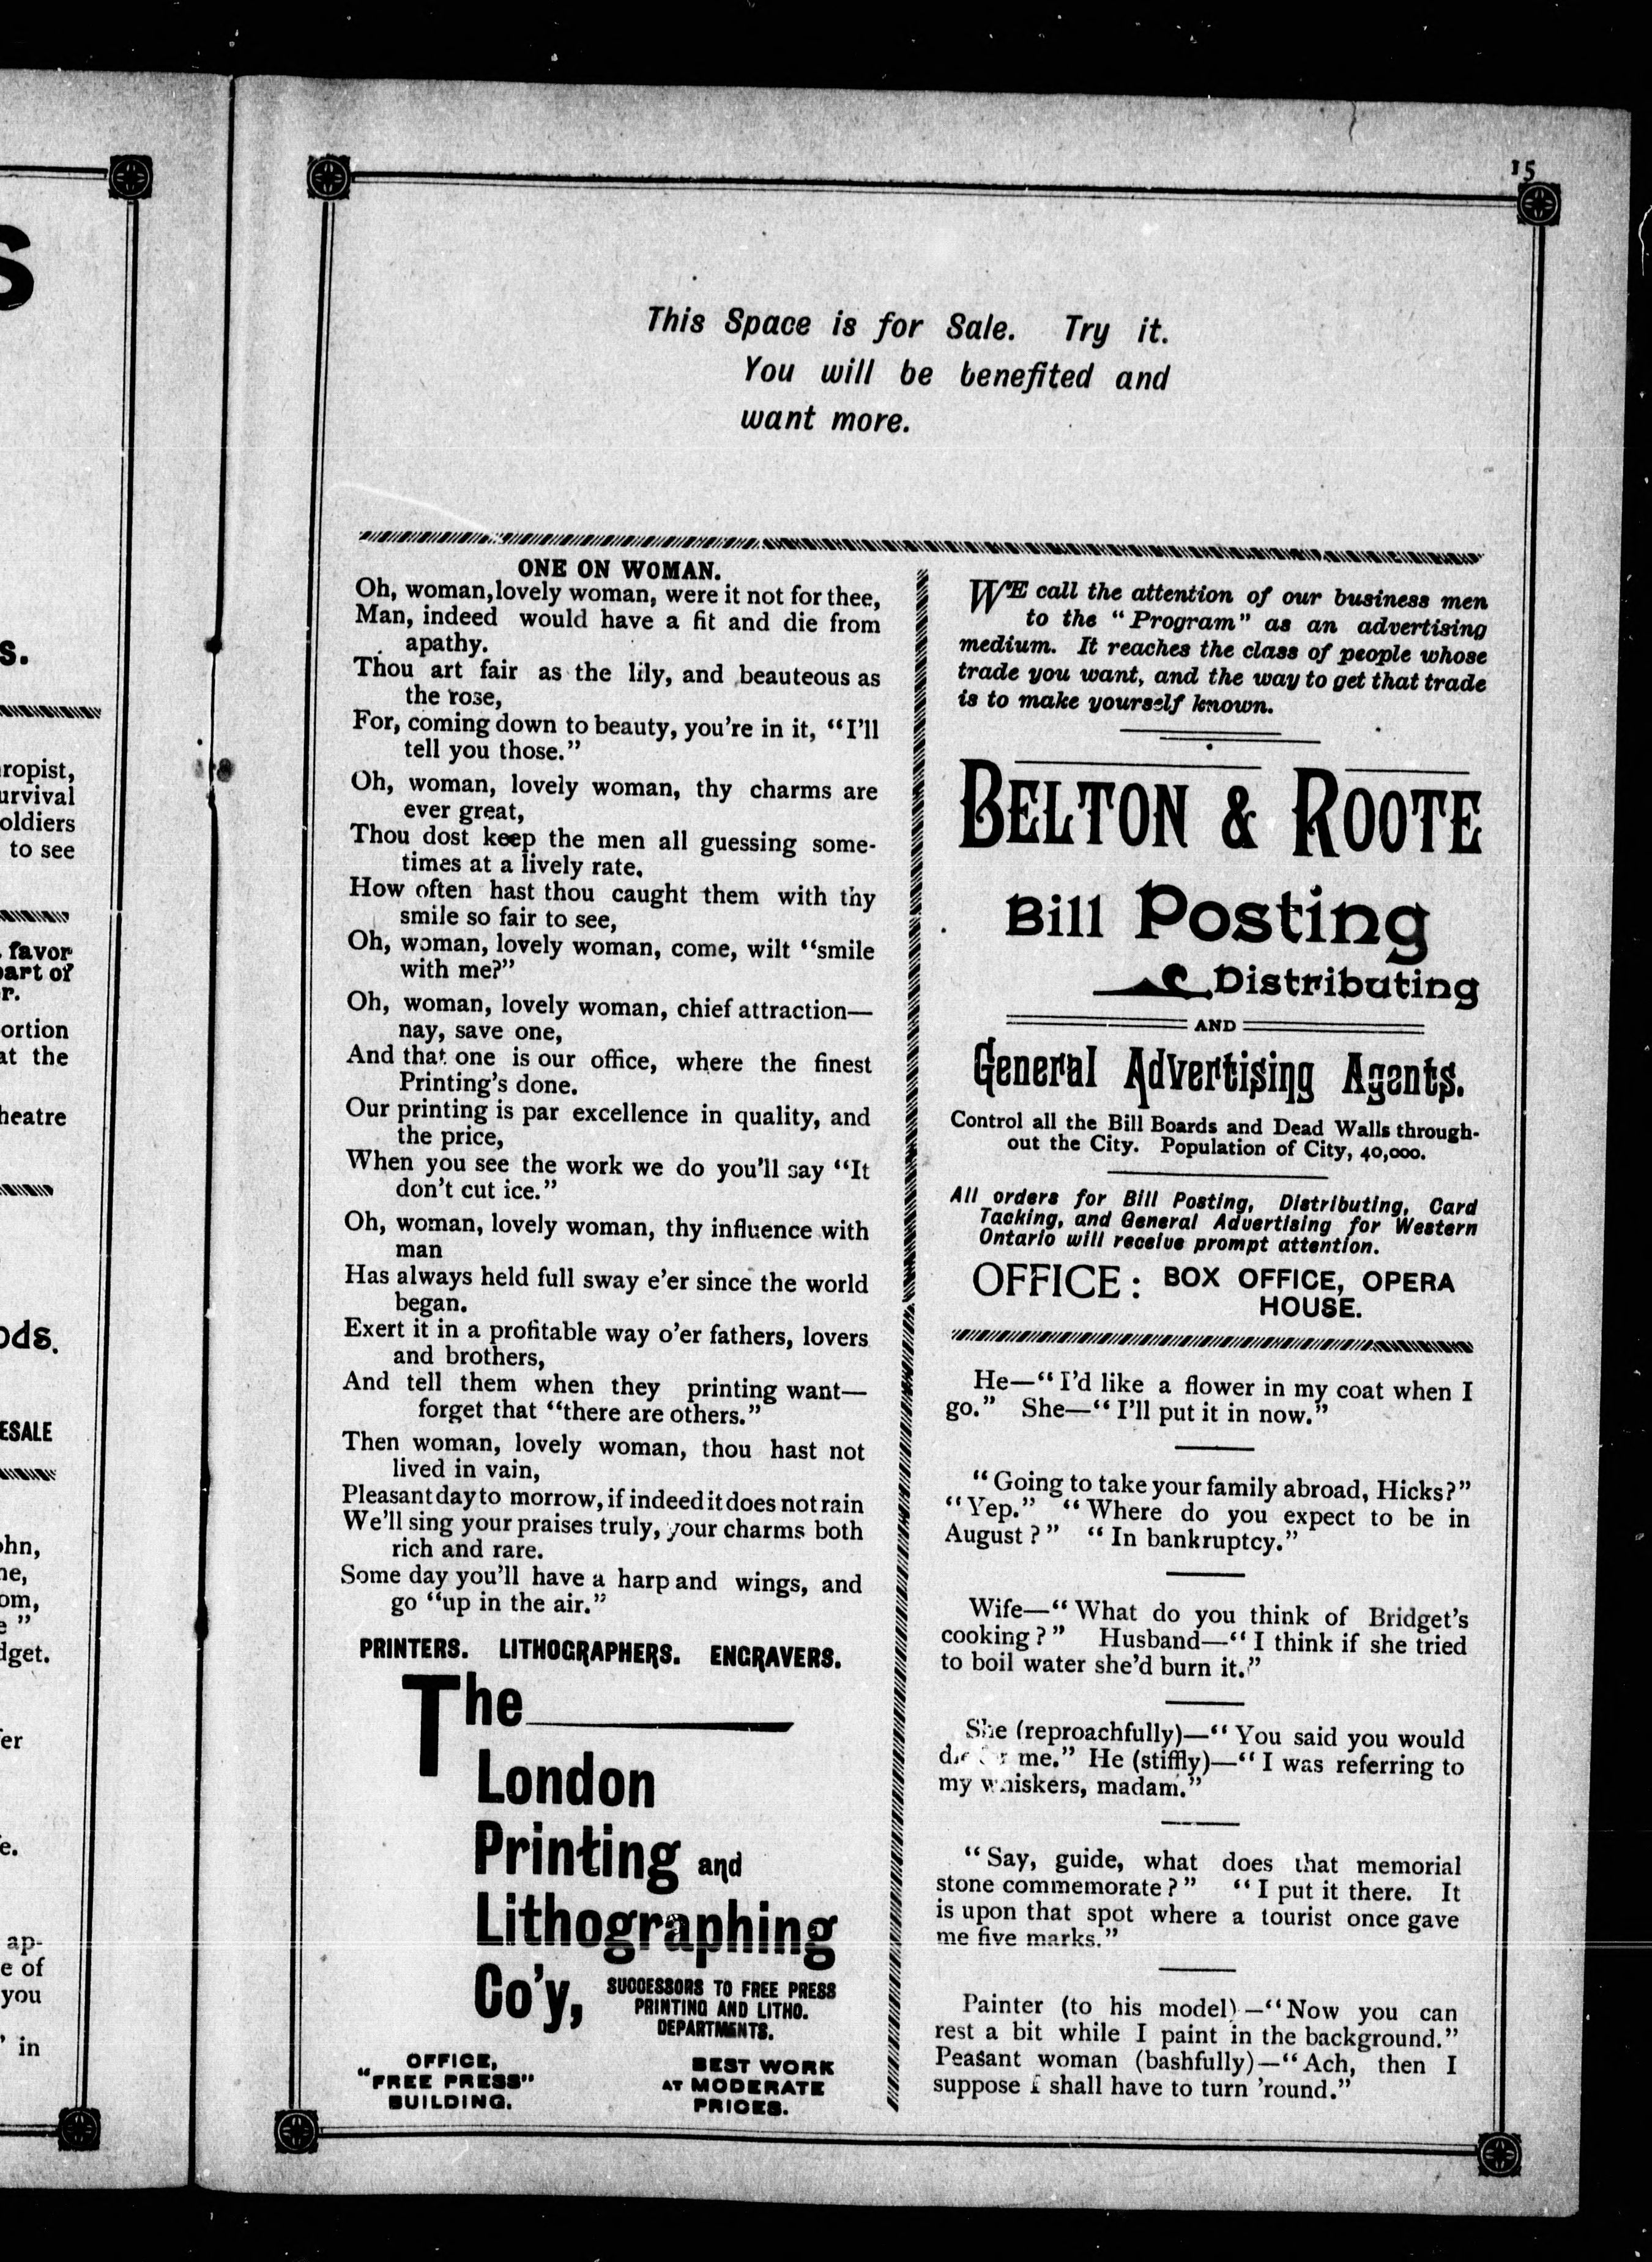 15
This Space is for Sale. Try it.
You will be benefited and
want more.
ONE ON WOMAN.
Oh, woman, lovely woman, were it not for thee,
Man, indeed would have a fit and die from
apathy.
Thou art fair as the lily, and beauteous as
the rose,
For, coming down to beauty, you're in it, "I'll
tell you those."
Oh, woman, lovely woman, thy charms are
ever great,
Thou dost keep the men all guessing some-
times at a lively rate,
How often hast thou caught them with thy
smile so fair to see,
Oh, woman, lovely woman, come, wilt "smile
with me?"
Oh, woman, lovely woman, chief attraction—
nay, save one,
And that one is our office, where the finest
Printing's done.
Our printing is par excellence in quality, and
the price,
When you see the work we do you'll say "It
don't cut ice."
Oh, woman, lovely woman, thy influence with
man
Has always held full sway e'er since the world
began.
Exert it in a profitable way o'er fathers, lovers
and brothers,
And tell them when they printing want—
forget that "there are others."
Then woman, lovely woman, thou hast not
lived in vain,
Pleasant day to morrow, if indeed it does not rain
We'll sing your praises truly, your charms both
rich and rare.
Some day you'll have a harp and wings, and
go "up in the air."
PRINTERS. LITHOGRAPHERS. ENGRAVERS.
The
London
Printing and
Lithographing
Co'y, SUCCESSORS TO FREE PRESS
PRINTING AND LITHO.
DEPARTMENTS.
OFFICE,
"FREE PRESS"
BUILDING.
BEST WORK
AT MODERATE
PRICES.
WE call the attention of our business men
to the "Program" as an advertising
medium. It reaches the class of people whose
trade you want, and the way to get that trade
is to make yourself known.
BELTON & ROOTE
Bill Posting
Distributing
AND
General Advertising Agents.
Control all the Bill Boards and Dead Walls through-
out the City. Population of City, 40,000.
All orders for Bill Posting, Distributing, Card
Tacking, and General Advertising for Western
Ontario will receive prompt attention.
OFFICE: BOX OFFICE, OPERA
HOUSE.
He—"I'd like a flower in my coat when I
go." She—"I'll put it in now."
"Going to take your family abroad, Hicks?"
"Yep." "Where do you expect to be in
August?" "In bankruptcy."
Wife—"What do you think of Bridget's
cooking?" Husband—"I think if she tried
to boil water she'd burn it."
She (reproachfully)—"You said you would
die for me." He (stiffly)—"I was referring to
my whiskers, madam."
"Say, guide, what does that memorial
stone commemorate?" "I put it there. It
is upon that spot where a tourist once gave
me five marks."
Painter (to his model)—"Now you can
rest a bit while I paint in the background."
Peasant woman (bashfully)—"Ach, then I
suppose I shall have to turn 'round."